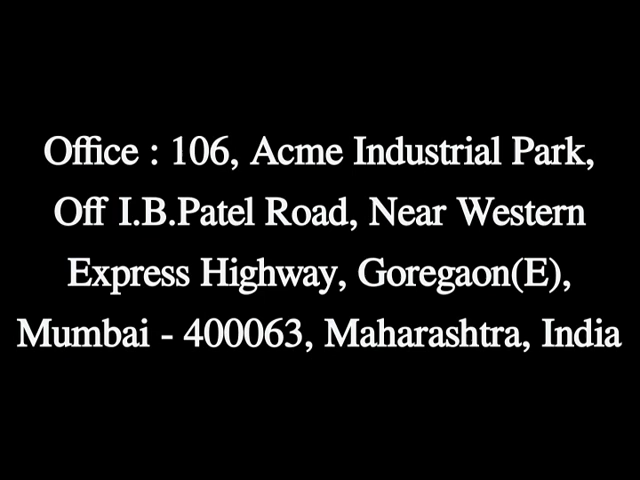 Office : 106, Acme Industrial Park,
Off I.B.Patel Road, Near Western
Express Highway, Goregaon(E),
Mumbai - 400063, Maharashtra, India